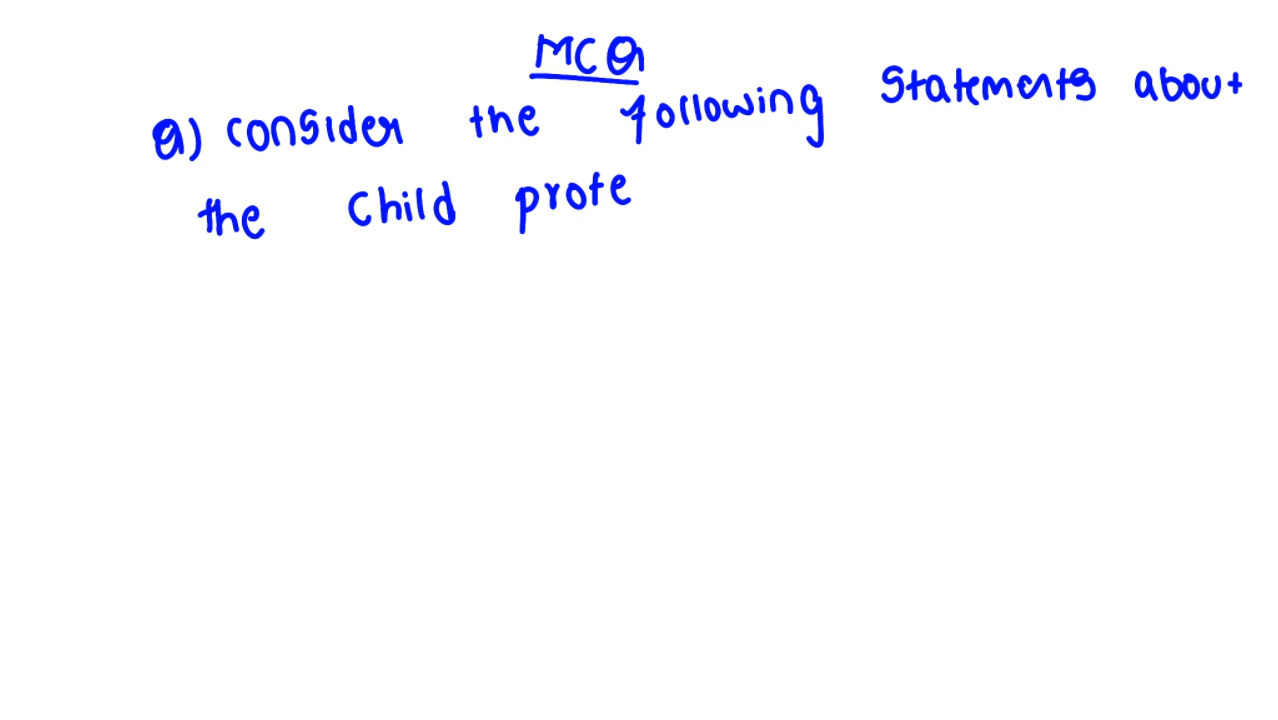 MCQ
Q) Consider the following statements about
the Child prote